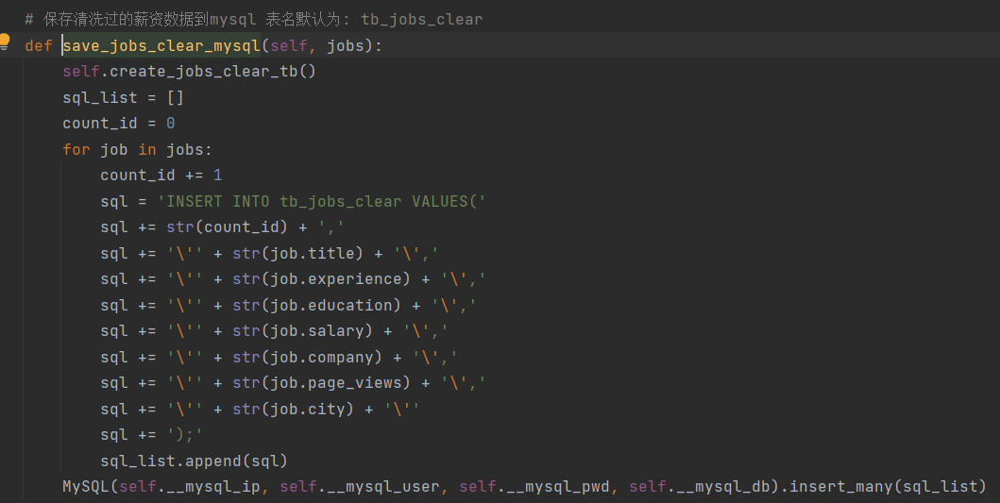 # 保存清洗过的薪资数据到mysql 表名默认为: tb_jobs_clear
def save_jobs_clear_mysql(self, jobs):
    self.create_jobs_clear_tb()
    sql_list = []
    count_id = 0
    for job in jobs:
        count_id += 1
        sql = 'INSERT INTO tb_jobs_clear VALUES('
        sql += str(count_id) + ','
        sql += '\'' + str(job.title) + '\','
        sql += '\'' + str(job.experience) + '\','
        sql += '\'' + str(job.education) + '\','
        sql += '\'' + str(job.salary) + '\','
        sql += '\'' + str(job.company) + '\','
        sql += '\'' + str(job.page_views) + '\','
        sql += '\'' + str(job.city) + '\''
        sql += ');'
        sql_list.append(sql)
    MySQL(self.__mysql_ip, self.__mysql_user, self.__mysql_pwd, self.__mysql_db).insert_many(sql_list)